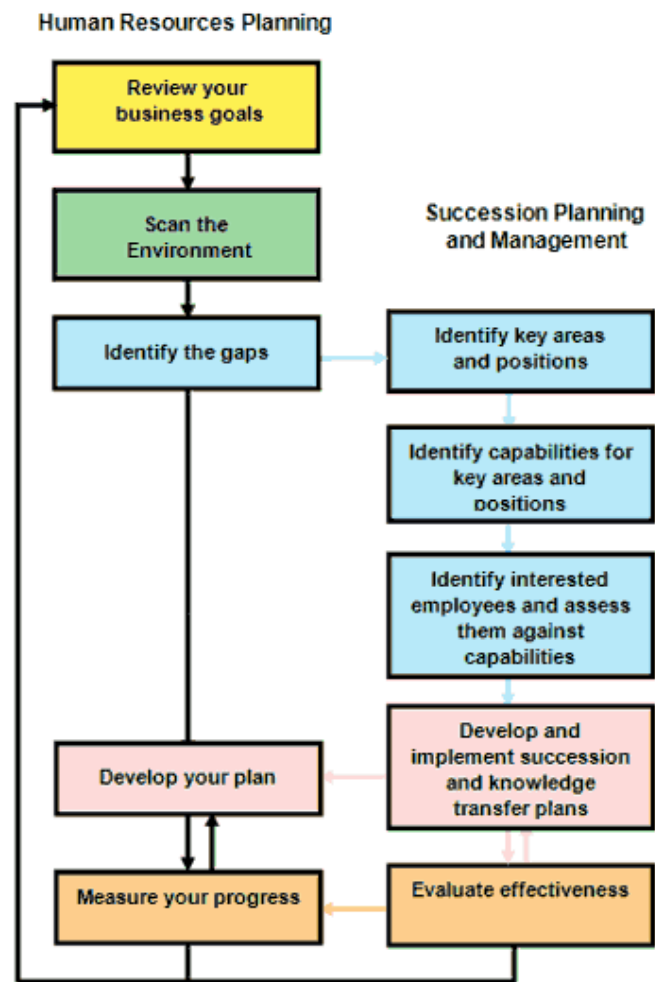 Human Resources Planning
Review your
business goals
Scan the
Environment
Succession Planning
and Management
Identify the gaps
Identify key areas
and positions
Identify capabilities for
key areas and
positions
Identify interested
employees and assess
them against
capabilities
Develop and
implement succession
and knowledge
transfer plans
Develop your plan
Measure your progress
Evaluate effectiveness